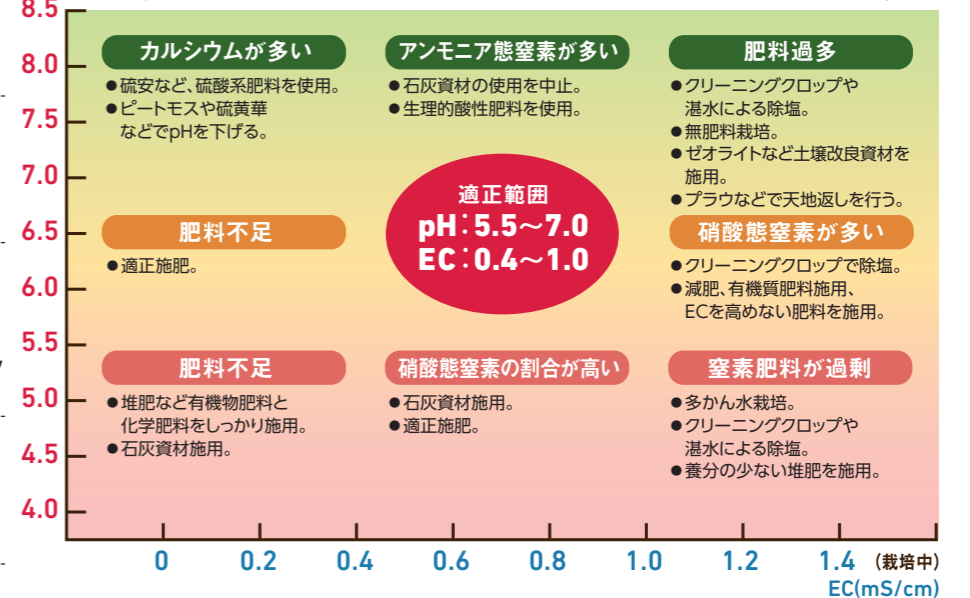 8.5
8.0
7.5
7.0
6.5
6.0
5.5
5.0
4.5
4.0
カルシウムが多い
●硫安など、硫酸系肥料を使用。
●ピートモスや硫黄華
などでpHを下げる。
アンモニア態窒素が多い
●石灰資材の使用を中止。
●生理的酸性肥料を使用。
肥料過多
●クリーニングクロップや
湛水による除塩。
●無肥料栽培。
●ゼオライトなど土壌改良資材を
施用。
●プラウなどで天地返しを行う。
肥料不足
●適正施肥。
適正範囲
pH:5.5~7.0
EC:0.4~1.0
硝酸態窒素が多い
●クリーニングクロップで除塩。
●減肥、有機質肥料施用、
ECを高めない肥料を施用。
肥料不足
●堆肥など有機物肥料と
化学肥料をしっかり施用。
●石灰資材施用。
硝酸態窒素の割合が高い
●石灰資材施用。
●適正施肥。
窒素肥料が過剰
●多かん水栽培。
●クリーニングクロップや
湛水による除塩。
●養分の少ない堆肥を施用。
0 0.2 0.4 0.6 0.8 1.0 1.2 1.4 (栽培中)
EC(mS/cm)